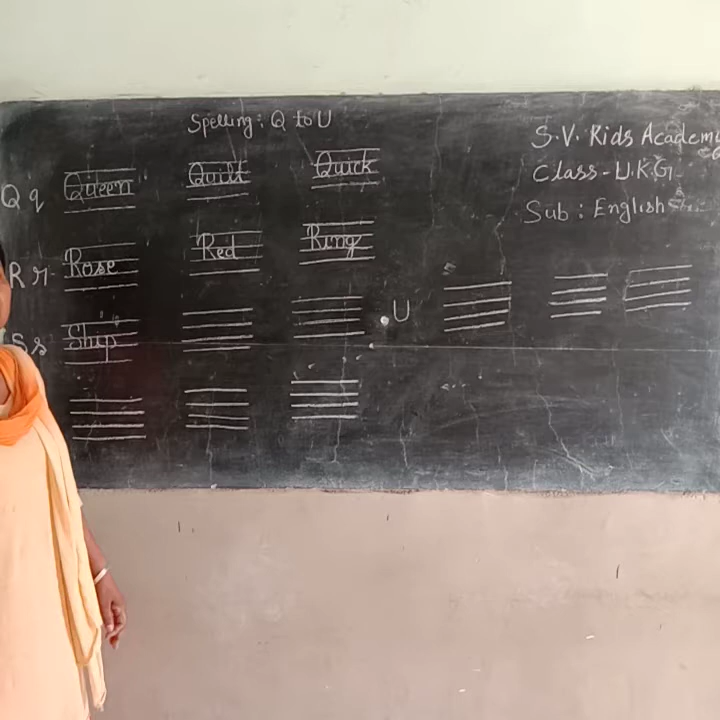 Spelling: Q to U
S.V. Kids Academy
Class-U.K.G
Sub: English
Q q Queen Quilt Quick
R r Rose Red Ring
S s Ship
U